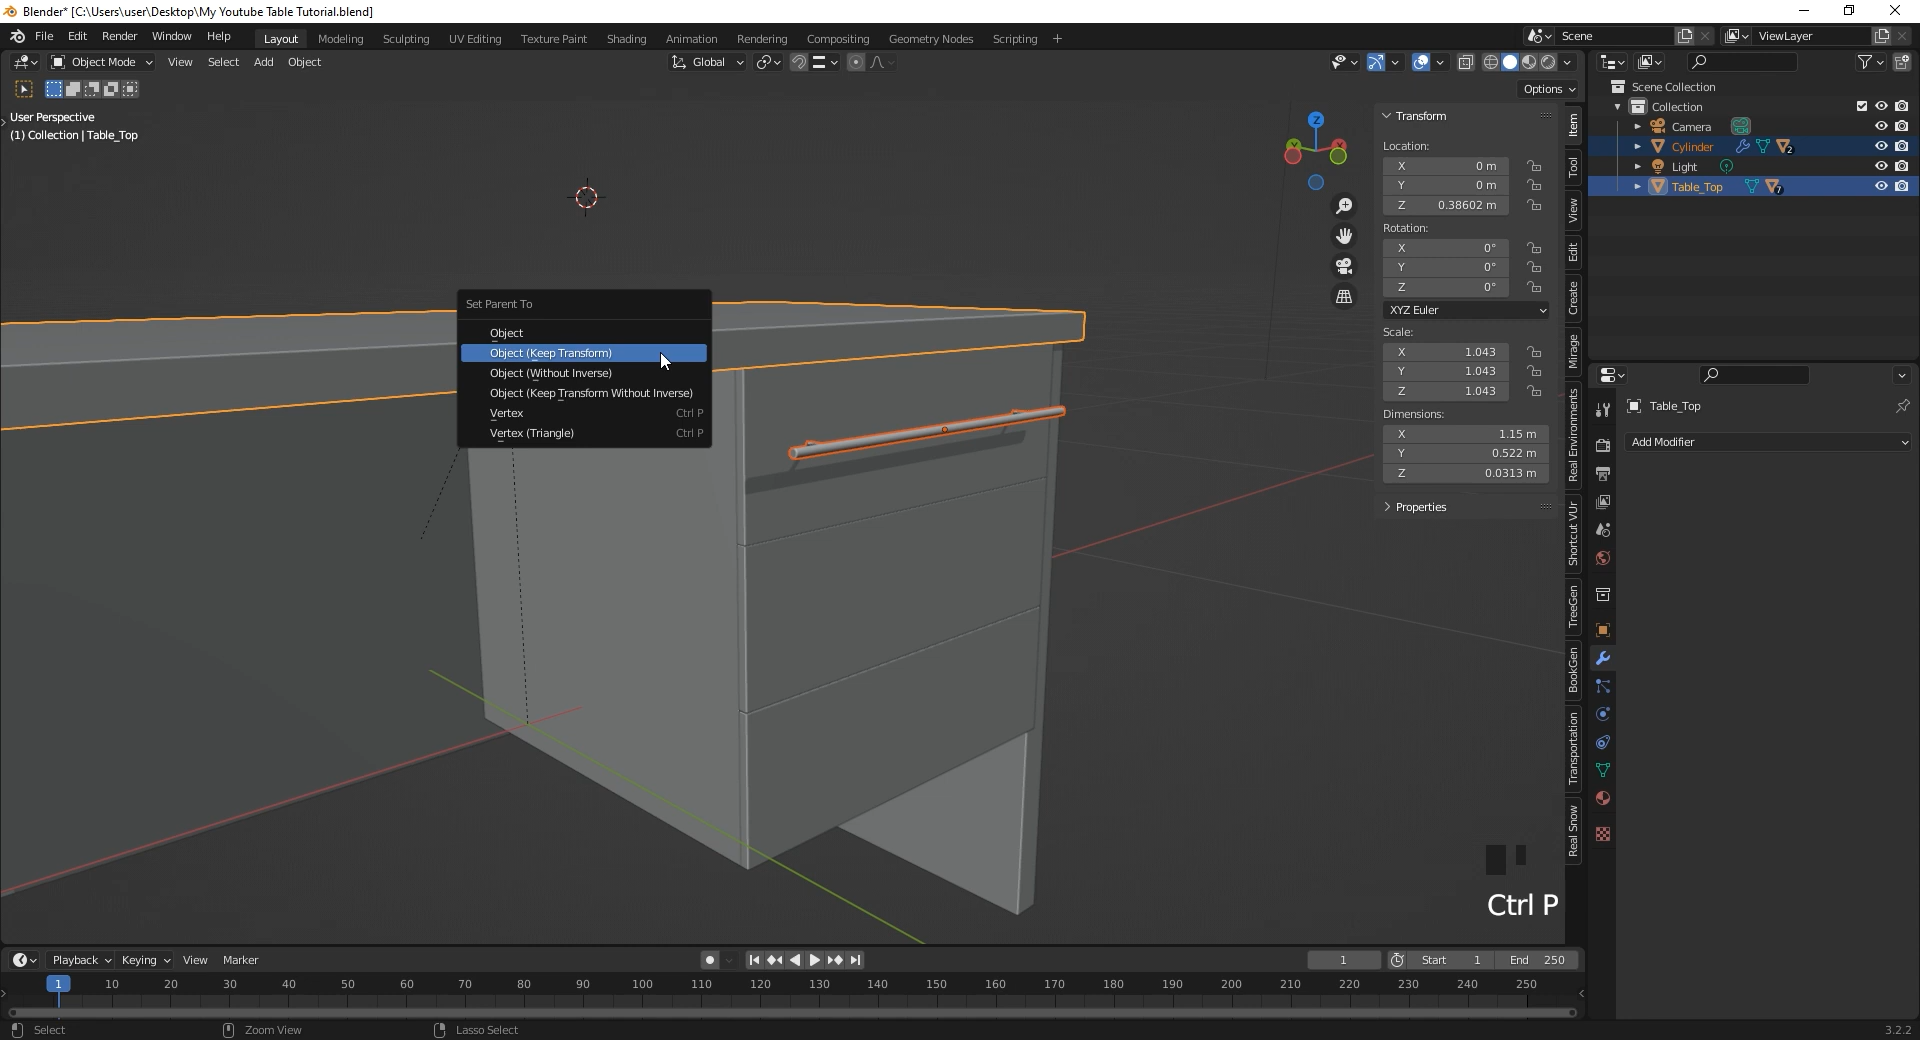 Blender* [C:\Users\user\Desktop\My Youtube Table Tutorial.blend]
File Edit Render Window Help Layout Modeling Sculpting UV Editing Texture Paint Shading Animation Rendering Compositing Geometry Nodes Scripting + Scene ViewLayer
Object Mode View Select Add Object Global
Options
User Perspective
(1) Collection | Table_Top
Z
Y
X
Set Parent To
Object
Object (Keep Transform)
Object (Without Inverse)
Object (Keep Transform Without Inverse)
Vertex Ctrl P
Vertex (Triangle) Ctrl P
Transform
Location:
X 0 m
Y 0 m
Z 0.38602 m
Rotation:
X 0°
Y 0°
Z 0°
XYZ Euler
Scale:
X 1.043
Y 1.043
Z 1.043
Dimensions:
X 1.15 m
Y 0.522 m
Z 0.0313 m
Properties
Item
Tool
View
Edit
Create
Mirage
Real Environments
Shortcut VUr
TreeGen
BookGen
Transportation
Real Snow
Scene Collection
Collection
Camera
Cylinder 2
Light
Table_Top 7
Table_Top
Add Modifier
Ctrl P
Playback Keying View Marker 1 Start 1 End 250
1 10 20 30 40 50 60 70 80 90 100 110 120 130 140 150 160 170 180 190 200 210 220 230 240 250
Select Zoom View Lasso Select 3.2.2